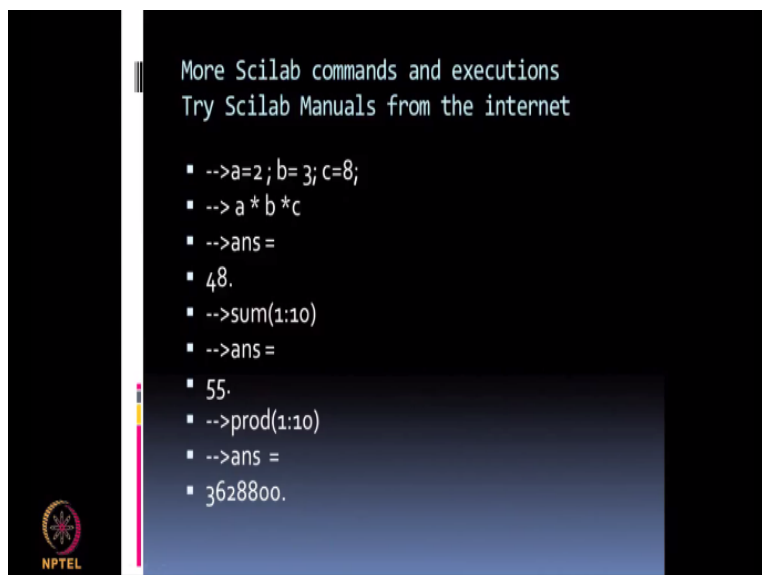 More Scilab commands and executions
Try Scilab Manuals from the internet
-->a=2 ; b= 3; c=8;
--> a * b *c
-->ans =
48.
-->sum(1:10)
-->ans =
55.
-->prod(1:10)
-->ans =
3628800.
NPTEL